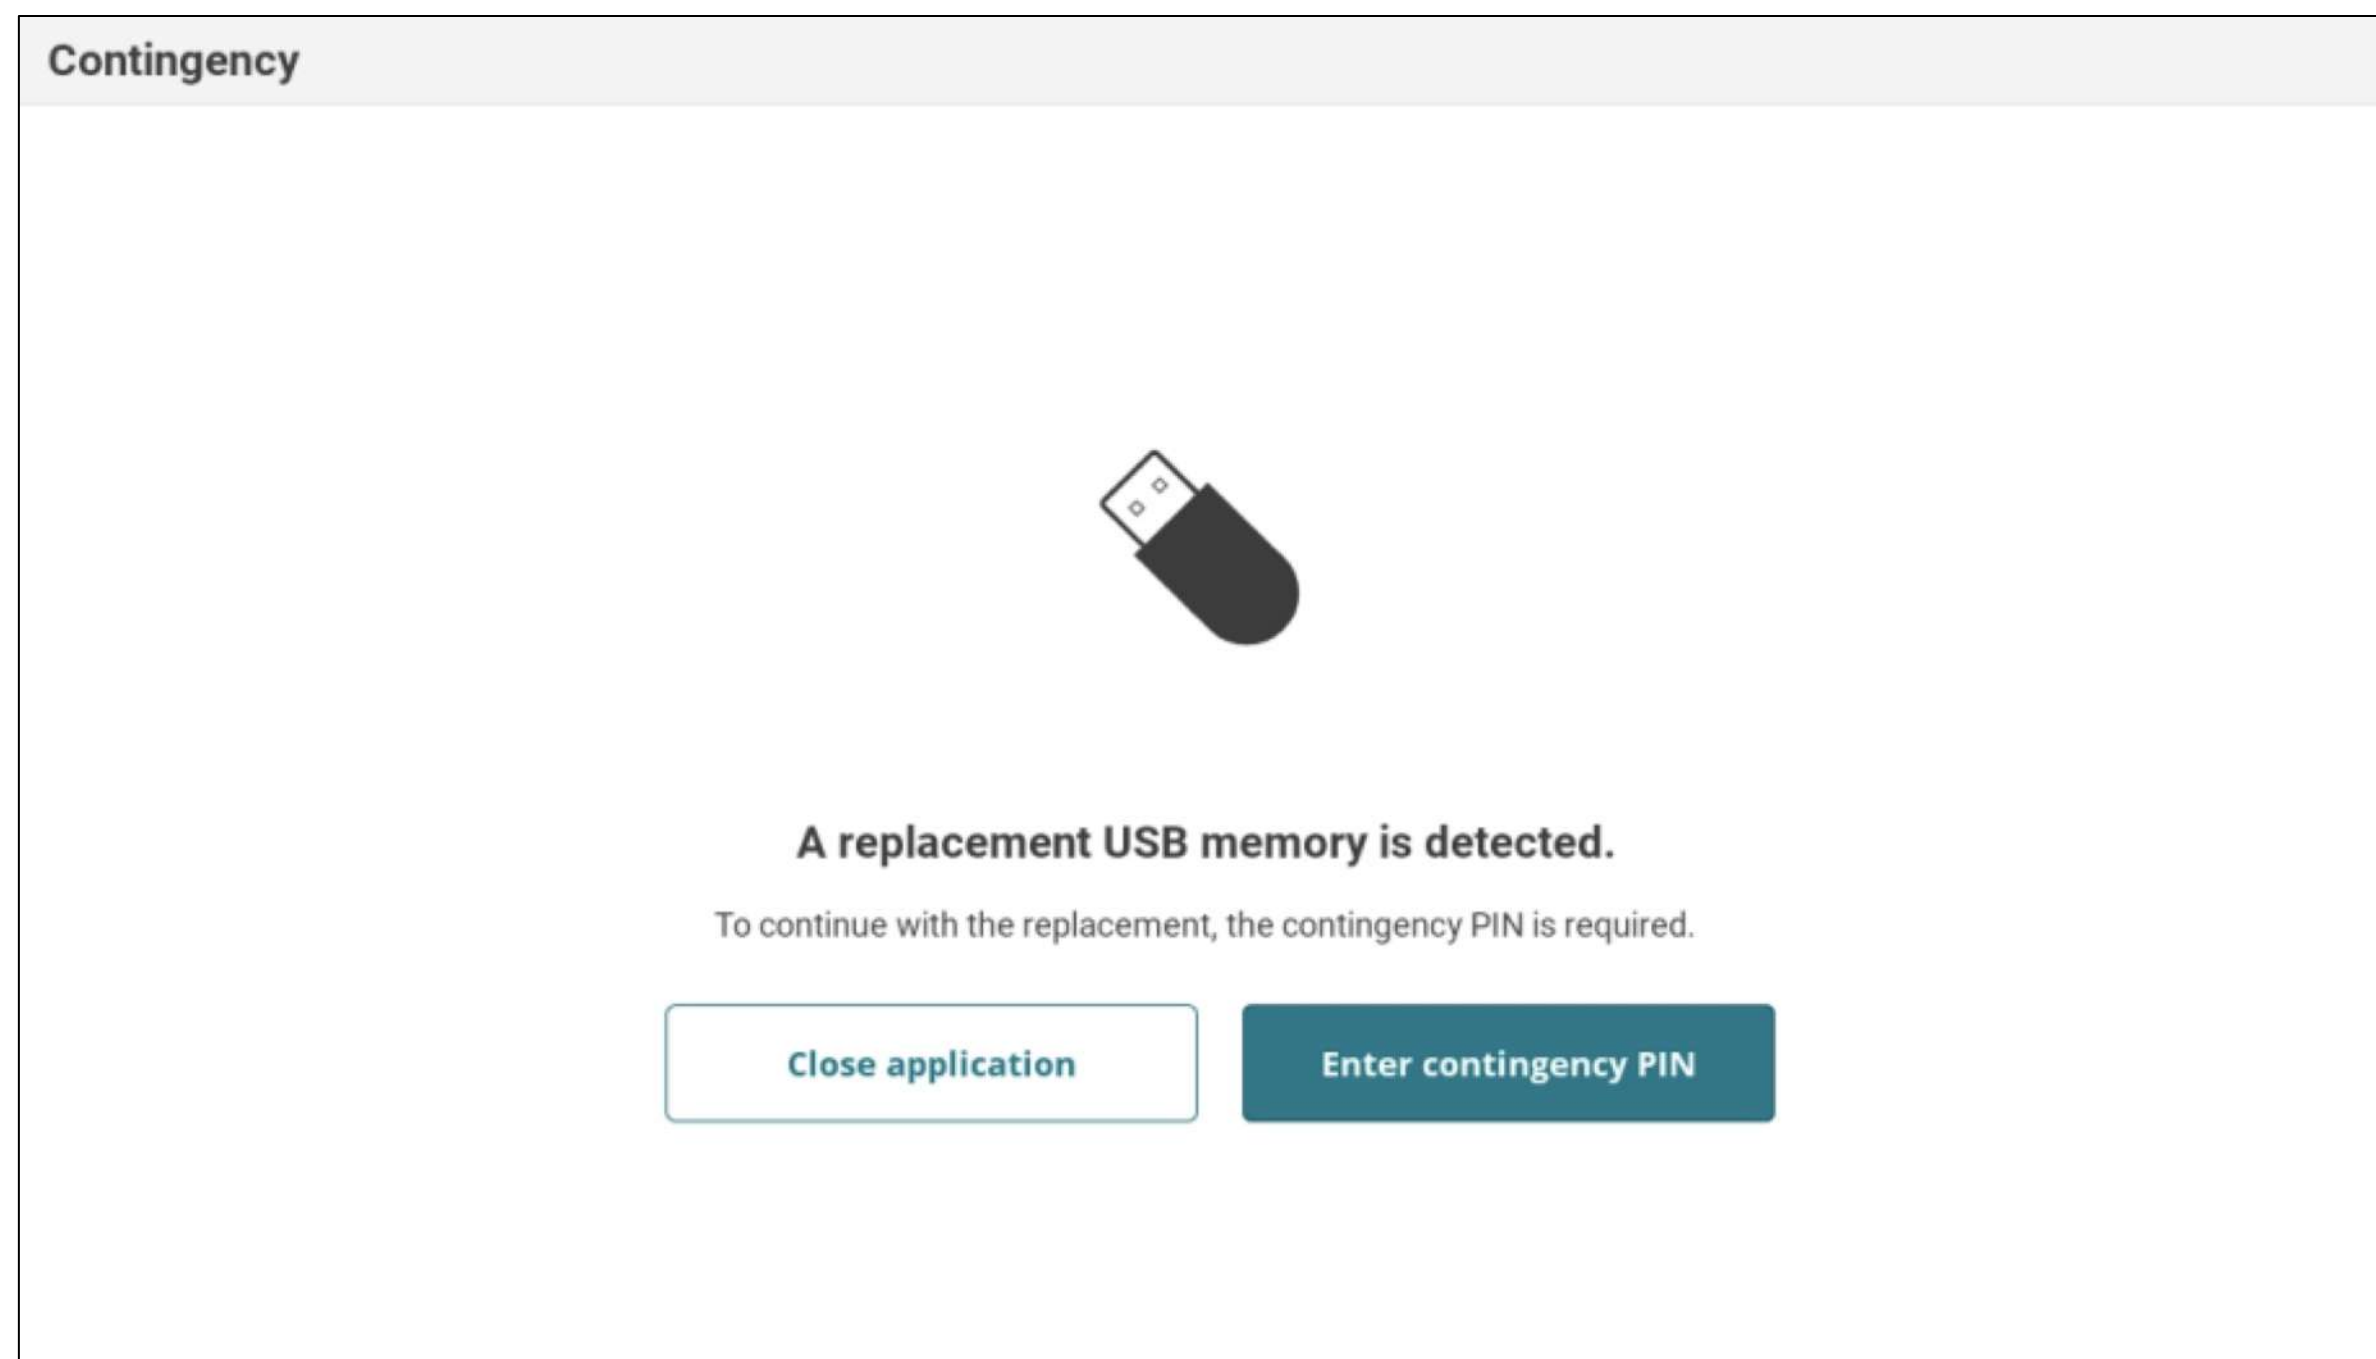 Contingency
A replacement USB memory is detected.
To continue with the replacement, the contingency PIN is required.
Close application
Enter contingency PIN